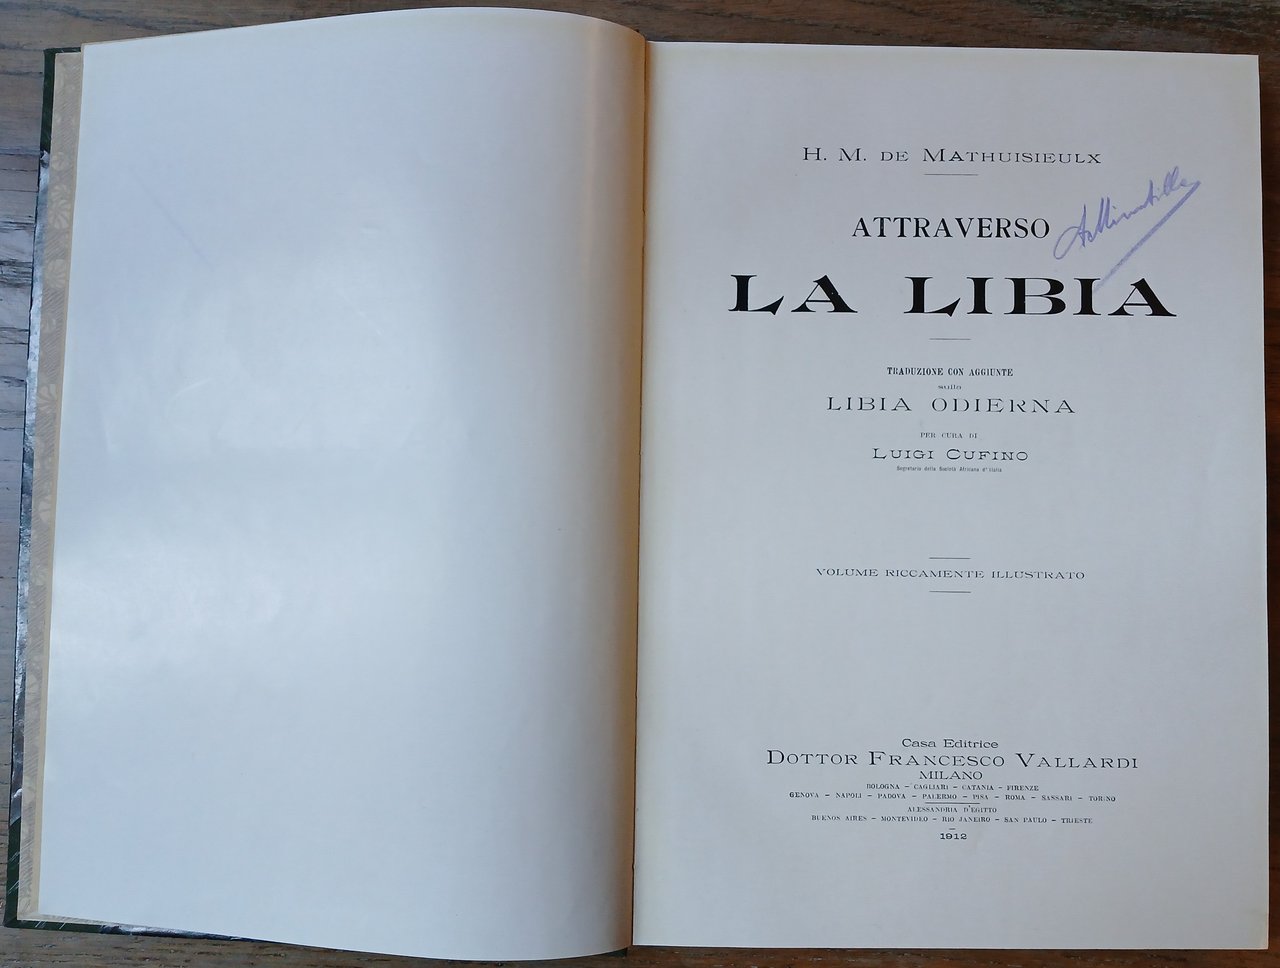 H. M. DE MATHUISIEULX
ATTRAVERSO
LA LIBIA
TRADUZIONE CON AGGIUNTE
sulla
LIBIA ODIERNA
PER CURA DI
LUIGI CUFINO
Segretario della Società Africana d'Italia
VOLUME RICCAMENTE ILLUSTRATO
Casa Editrice
DOTTOR FRANCESCO VALLARDI
MILANO
BOLOGNA – CAGLIARI – CATANIA – FIRENZE
GENOVA – NAPOLI – PADOVA – PALERMO – PISA – ROMA – SASSARI – TORINO
ALESSANDRIA D'EGITTO
BUENOS AIRES – MONTEVIDEO – RIO JANEIRO – SAN PAULO – TRIESTE
1912